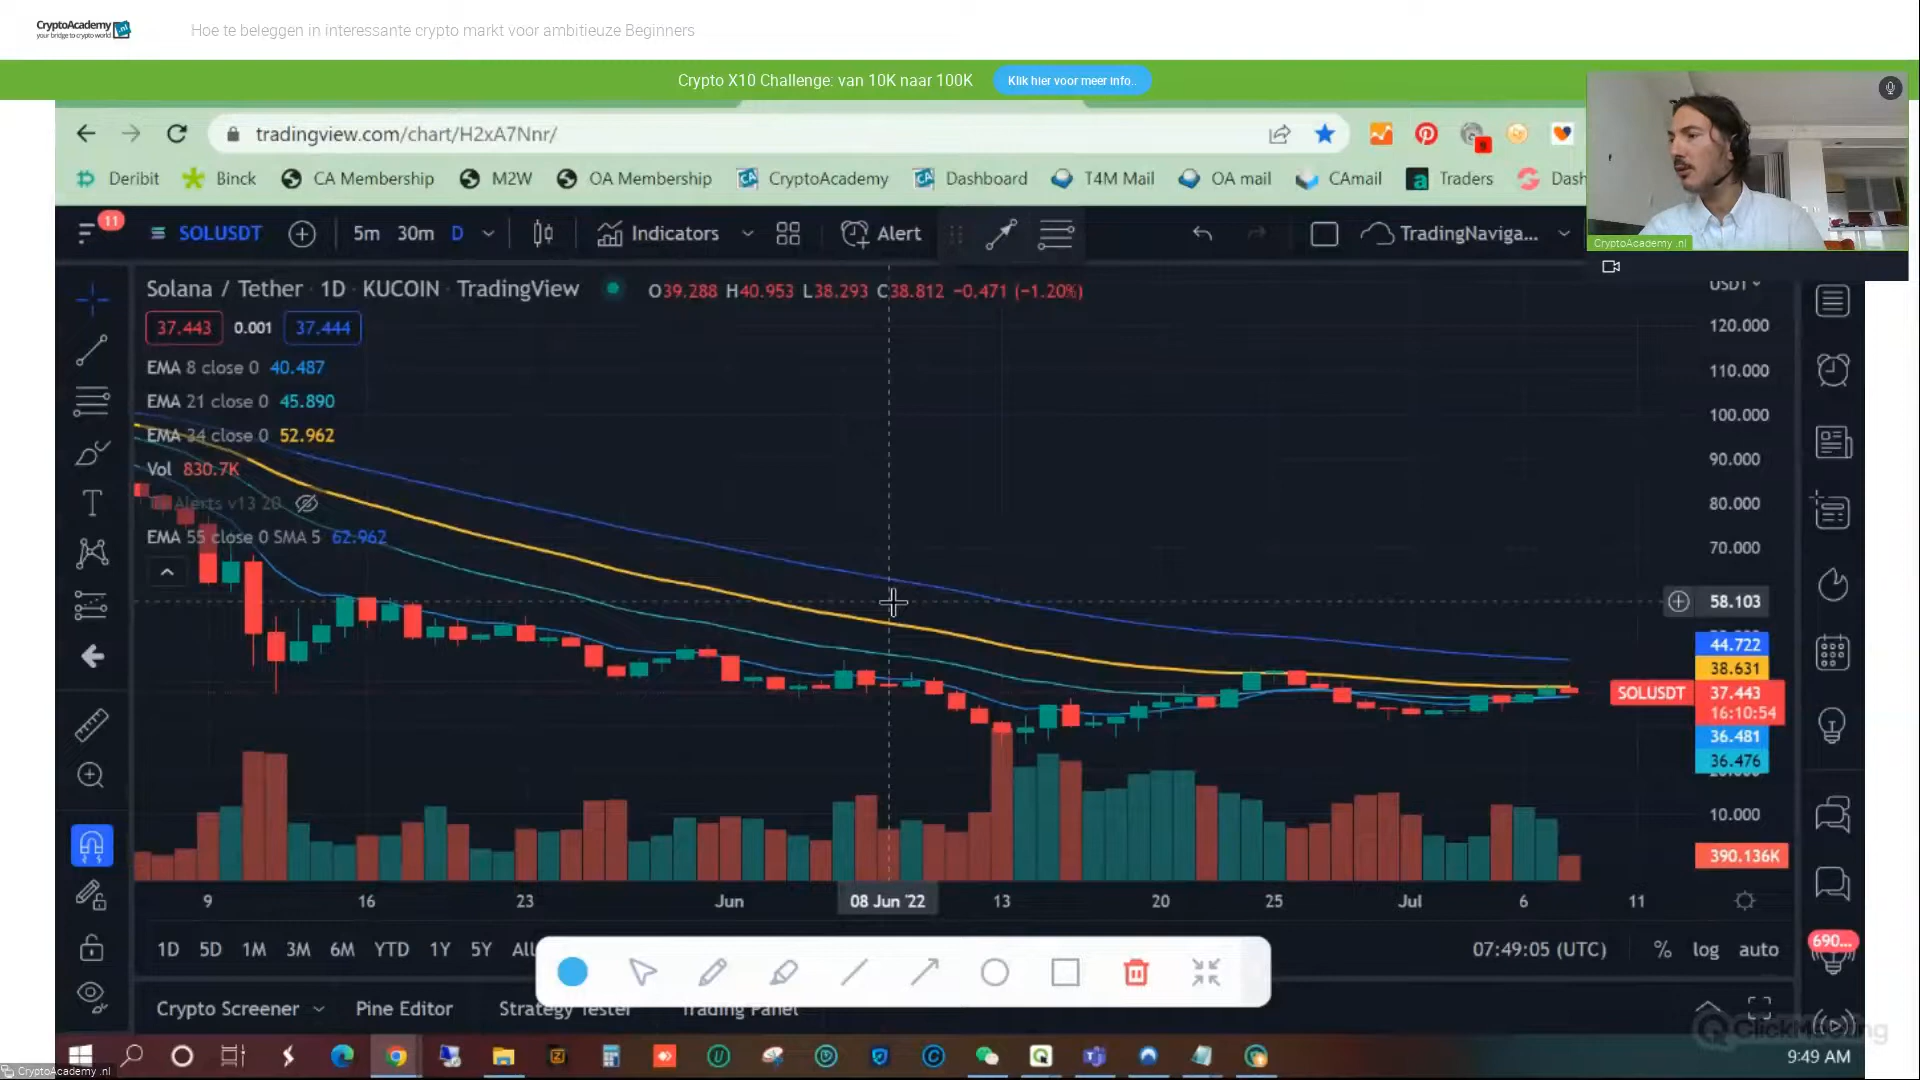 CryptoAcademy .nl
your bridge to crypto world
Hoe te beleggen in interessante crypto markt voor ambitieuze Beginners
Crypto X10 Challenge: van 10K naar 100K
Klik hier voor meer info..
CryptoAcademy .nl
tradingview.com/chart/H2xA7Nnr/
Deribit Binck CA Membership M2W OA Membership CryptoAcademy Dashboard T4M Mail OA mail CAmail Traders Dash
11 SOLUSDT 5m 30m D Indicators Alert TradingNaviga...
Solana / Tether · 1D · KUCOIN · TradingView O39.288 H40.953 L38.293 C38.812 −0.471 (−1.20%)
37.443 0.001 37.444
EMA 8 close 0 40.487
EMA 21 close 0 45.890
EMA 34 close 0 52.962
Vol 830.7K
Alerts v13 20
EMA 55 close 0 SMA 5 62.962
USDT
120.000
110.000
100.000
90.000
80.000
70.000
58.103
44.722
38.631
SOLUSDT 37.443
16:10:54
36.481
36.476
10.000
390.136K
9 16 23 Jun 08 Jun '22 13 20 25 Jul 6 11
1D 5D 1M 3M 6M YTD 1Y 5Y All 07:49:05 (UTC) % log auto
690...
Crypto Screener Pine Editor Strategy Tester Trading Panel
ClickMeeting
9:49 AM
CryptoAcademy .nl